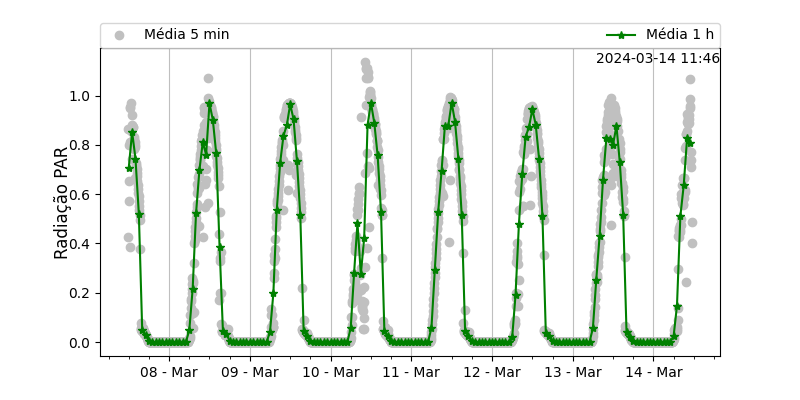 Média 5 min
Média 1 h
2024-03-14 11:46
Radiação PAR
1.0
0.8
0.6
0.4
0.2
0.0
08 - Mar
09 - Mar
10 - Mar
11 - Mar
12 - Mar
13 - Mar
14 - Mar